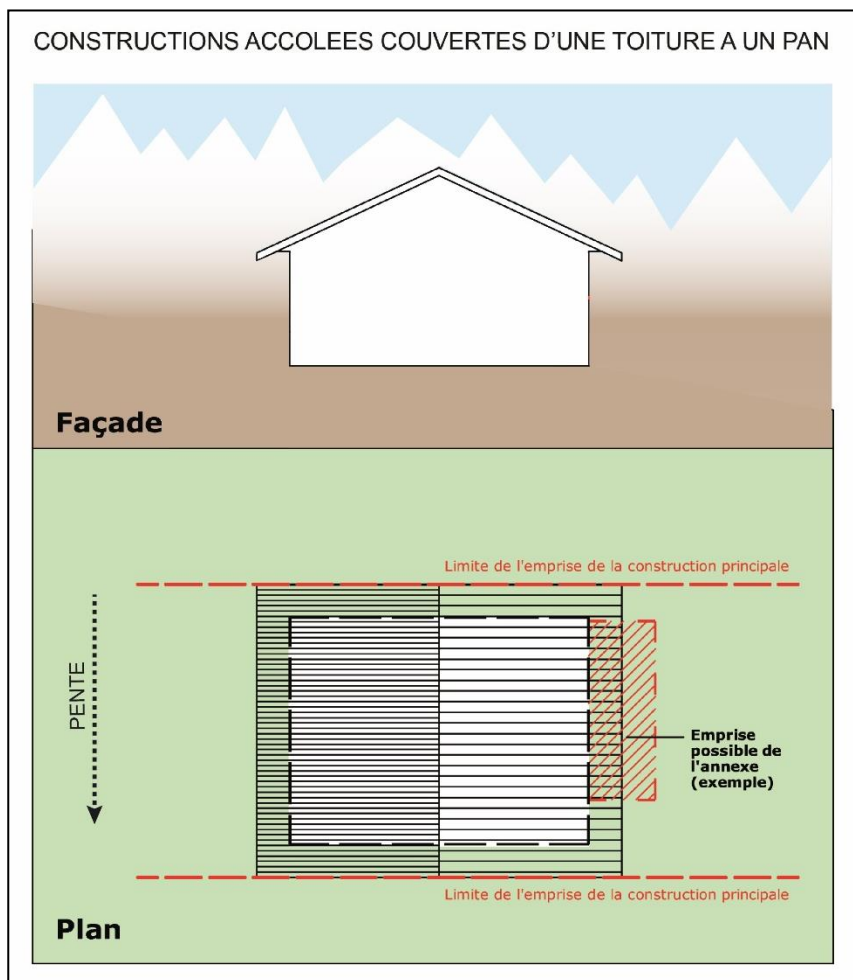 CONSTRUCTIONS ACCOLEES COUVERTES D'UNE TOITURE A UN PAN
Façade
Limite de l'emprise de la construction principale
PENTE
Emprise
possible de
l'annexe
(exemple)
Limite de l'emprise de la construction principale
Plan